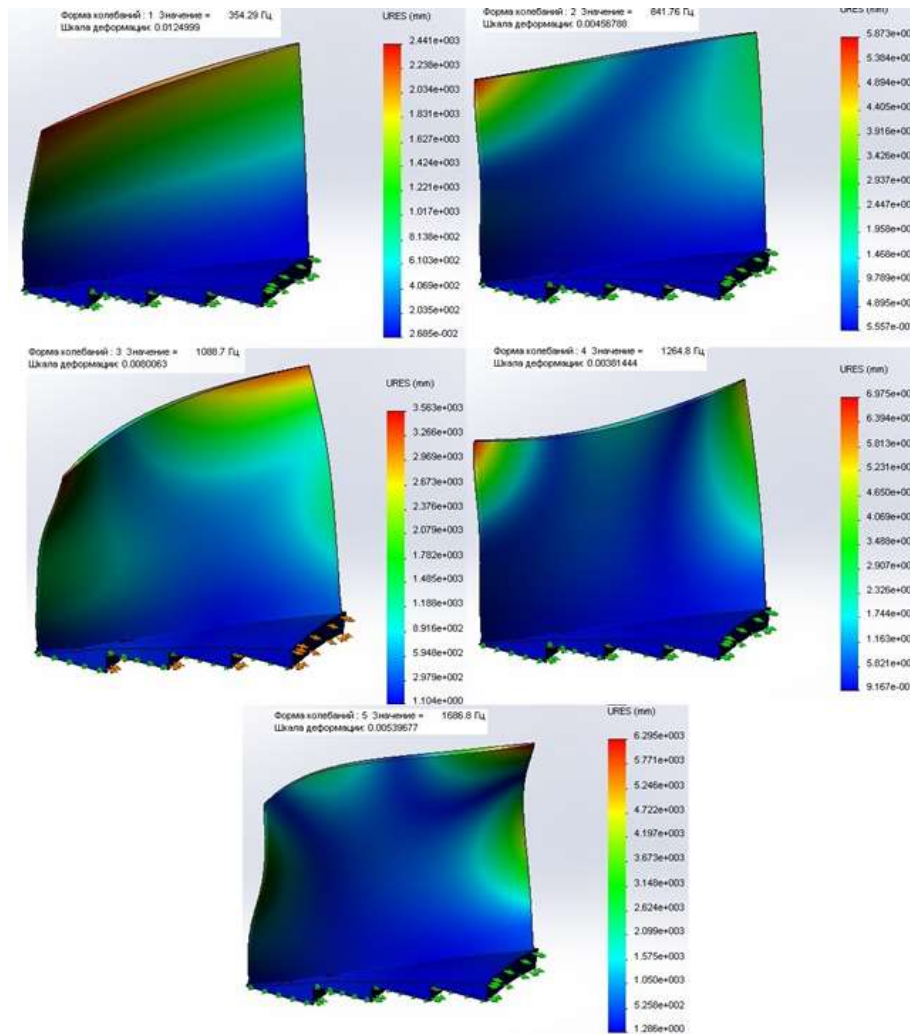 Форма колебаний : 1 Значение = 354.29 Гц
Шкала деформации: 0.0124999
URES (mm)
2.441e+003
2.238e+003
2.034e+003
1.831e+003
1.627e+003
1.424e+003
1.221e+003
1.017e+003
8.138e+002
6.103e+002
4.069e+002
2.035e+002
2.685e-002
Форма колебаний : 2 Значение = 841.76 Гц
Шкала деформации: 0.00456788
URES (mm)
5.873e+00
5.384e+00
4.894e+00
4.405e+00
3.916e+00
3.426e+00
2.937e+00
2.447e+00
1.958e+00
1.468e+00
9.789e+00
4.895e+00
5.557e-00
Форма колебаний : 3 Значение = 1088.7 Гц
Шкала деформации: 0.0080063
URES (mm)
3.563e+003
3.266e+003
2.969e+003
2.673e+003
2.376e+003
2.079e+003
1.782e+003
1.485e+003
1.188e+003
8.916e+002
5.948e+002
2.979e+002
1.104e+000
Форма колебаний : 4 Значение = 1264.8 Гц
Шкала деформации: 0.00381444
URES (mm)
6.975e+00
6.394e+00
5.813e+00
5.231e+00
4.650e+00
4.069e+00
3.488e+00
2.907e+00
2.326e+00
1.744e+00
1.163e+00
5.821e+00
9.167e-00
Форма колебаний : 5 Значение = 1686.8 Гц
Шкала деформации: 0.00539677
URES (mm)
6.295e+003
5.771e+003
5.246e+003
4.722e+003
4.197e+003
3.673e+003
3.148e+003
2.624e+003
2.099e+003
1.575e+003
1.050e+003
5.258e+002
1.286e+000